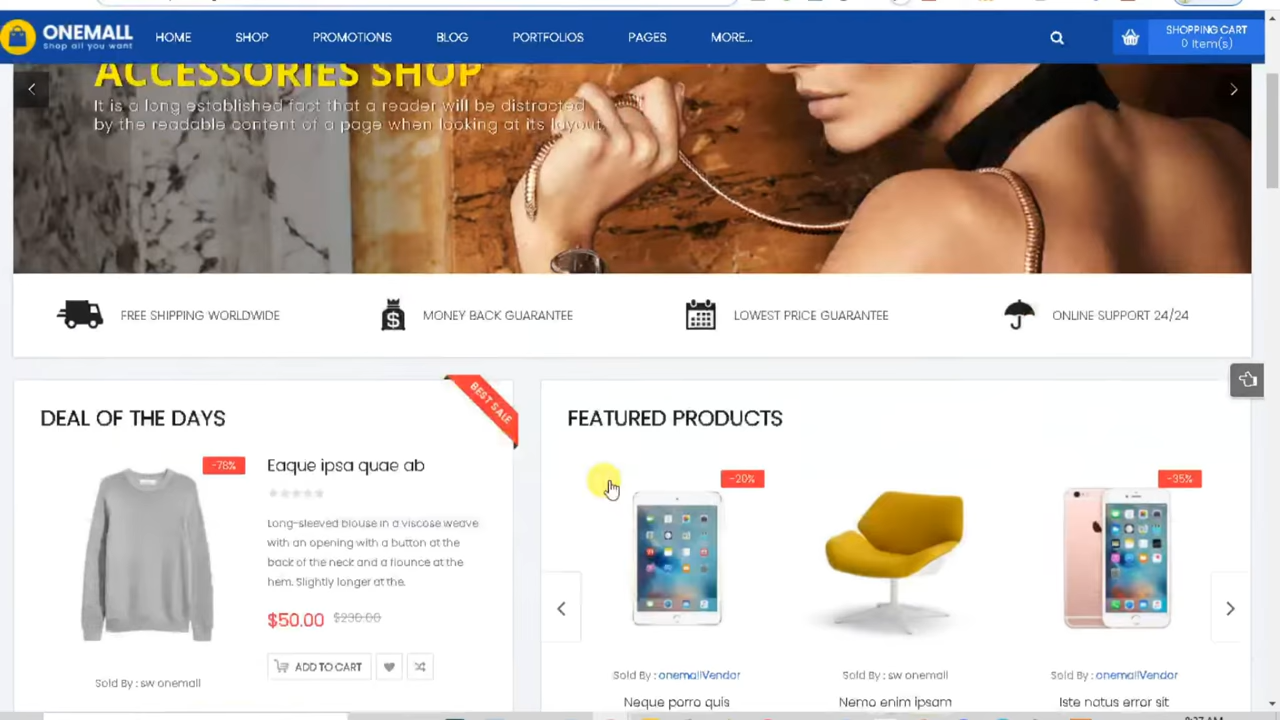 ONEMALL
Shop all you want
HOME
SHOP
PROMOTIONS
BLOG
PORTFOLIOS
PAGES
MORE...
SHOPPING CART
0 Item(s)
ACCESSORIES SHOP
It is a long established fact that a reader will be distracted
by the readable content of a page when looking at its layout.
FREE SHIPPING WORLDWIDE
MONEY BACK GUARANTEE
LOWEST PRICE GUARANTEE
ONLINE SUPPORT 24/24
DEAL OF THE DAYS
BEST SALE
-78%
Eaque ipsa quae ab
Long-sleeved blouse in a viscose weave
with an opening with a button at the
back of the neck and a flounce at the
hem. Slightly longer at the.
$50.00 $230.00
ADD TO CART
Sold By : sw onemall
FEATURED PRODUCTS
-20%
Sold By : onemallVendor
Neque porro quis
Sold By : sw onemall
Nemo enim ipsam
-35%
Sold By : onemallVendor
Iste natus error sit